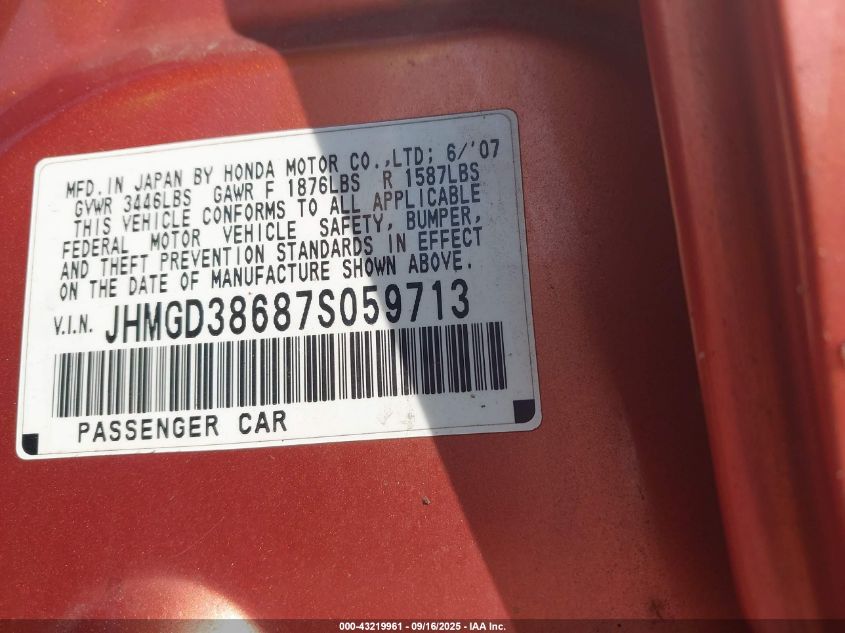 MFD. IN JAPAN BY HONDA MOTOR CO.,LTD; 6/'07
GVWR 3446LBS GAWR F 1876LBS R 1587LBS
THIS VEHICLE CONFORMS TO ALL APPLICABLE
FEDERAL MOTOR VEHICLE SAFETY, BUMPER,
AND THEFT PREVENTION STANDARDS IN EFFECT
ON THE DATE OF MANUFACTURE SHOWN ABOVE.
V.I.N. JHMGD38687S059713
PASSENGER CAR
000-43219961 - 09/16/2025 - IAA Inc.